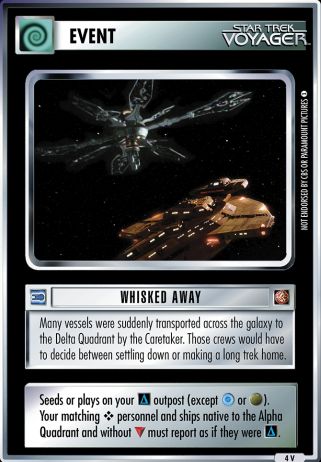 EVENT
STAR TREK
VOYAGER
NOT ENDORSED BY CBS OR PARAMOUNT PICTURES
WHISKED AWAY
Many vessels were suddenly transported across the galaxy to
the Delta Quadrant by the Caretaker. Those crews would have
to decide between settling down or making a long trek home.
Seeds or plays on your Δ outpost (except or ).
Your matching personnel and ships native to the Alpha
Quadrant and without must report as if they were Δ.
4 V